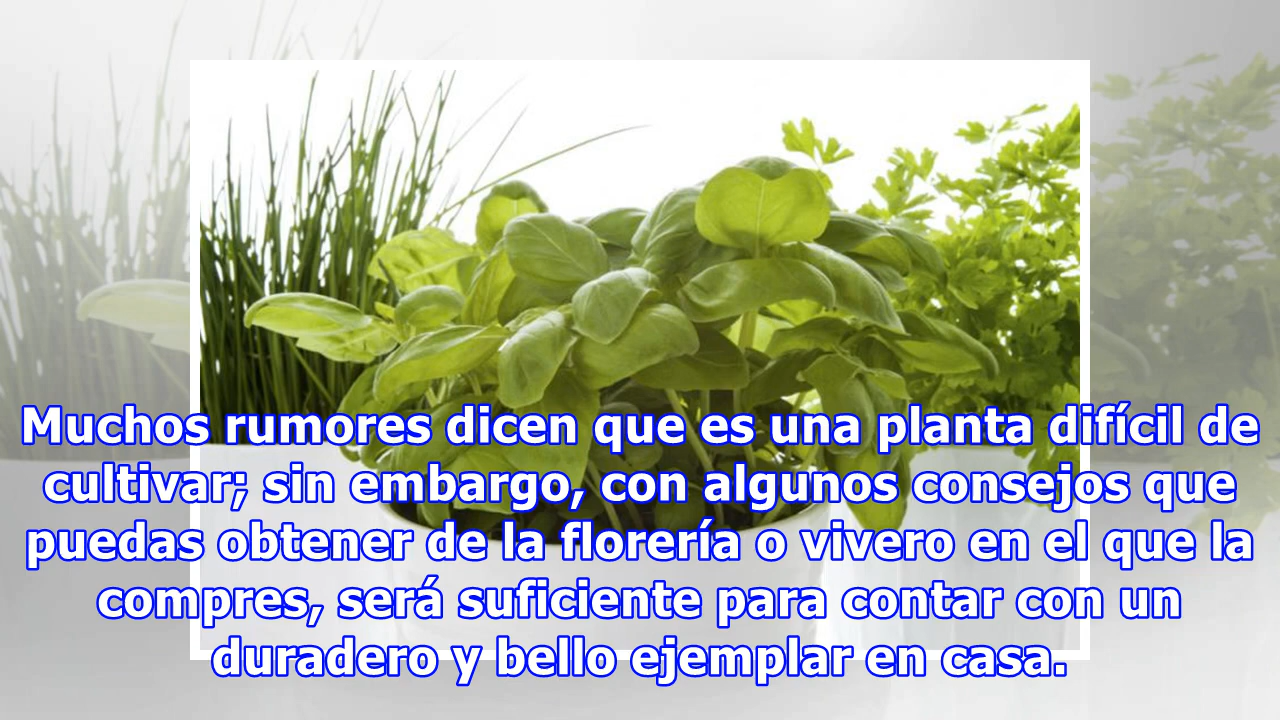 Muchos rumores dicen que es una planta difícil de
cultivar; sin embargo, con algunos consejos que
puedas obtener de la florería o vivero en el que la
compres, será suficiente para contar con un
duradero y bello ejemplar en casa.